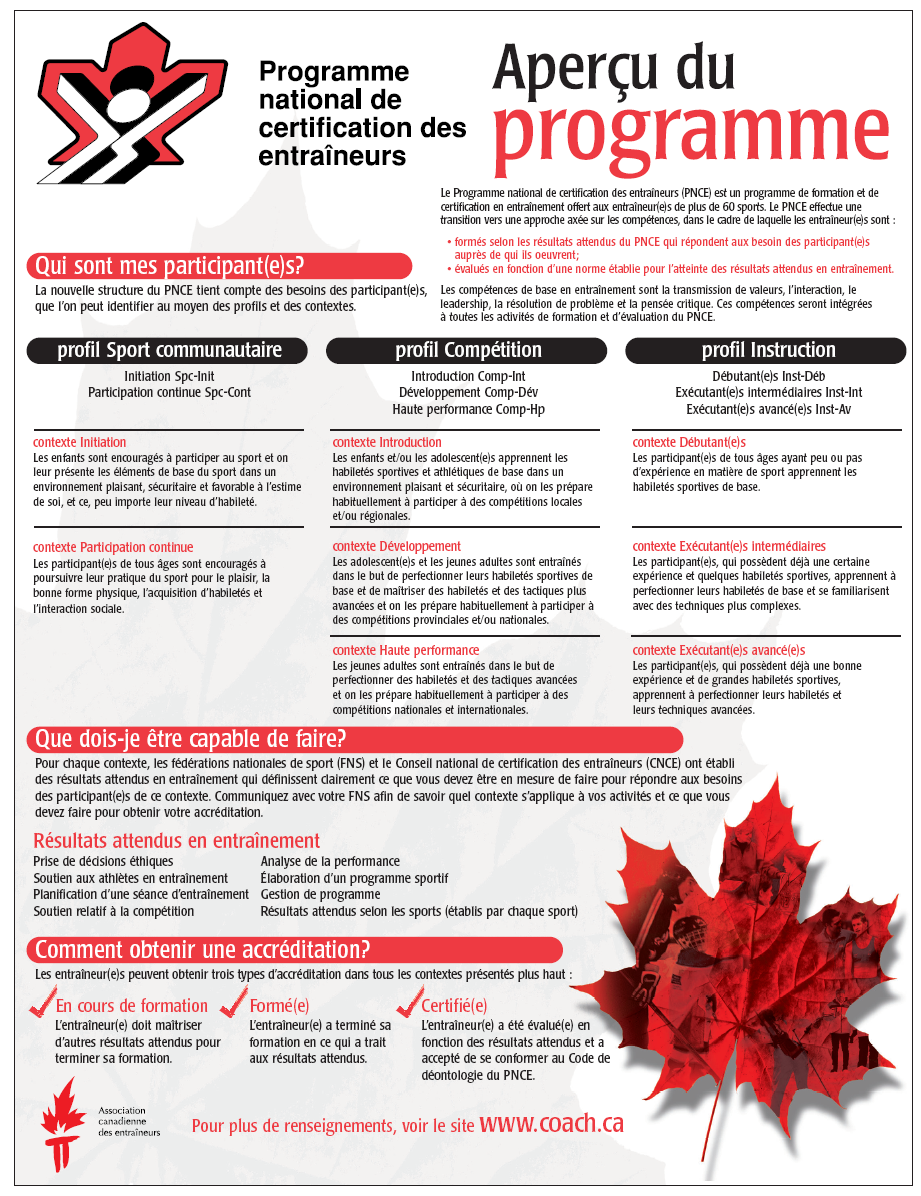 Programme
national de
certification des
entraîneurs
Aperçu du
programme
Le Programme national de certification des entraîneurs (PNCE) est un programme de formation et de
certification en entraînement offert aux entraîneur(e)s de plus de 60 sports. Le PNCE effectue une
transition vers une approche axée sur les compétences, dans le cadre de laquelle les entraîneur(e)s sont :
• formés selon les résultats attendus du PNCE qui répondent aux besoin des participant(e)s
auprès de qui ils oeuvrent;
• évalués en fonction d'une norme établie pour l'atteinte des résultats attendus en entraînement.
Les compétences de base en entraînement sont la transmission de valeurs, l'interaction, le
leadership, la résolution de problème et la pensée critique. Ces compétences seront intégrées
à toutes les activités de formation et d'évaluation du PNCE.
Qui sont mes participant(e)s?
La nouvelle structure du PNCE tient compte des besoins des participant(e)s,
que l'on peut identifier au moyen des profils et des contextes.
profil Sport communautaire
Initiation Spc-Init
Participation continue Spc-Cont
contexte Initiation
Les enfants sont encouragés à participer au sport et on
leur présente les éléments de base du sport dans un
environnement plaisant, sécuritaire et favorable à l'estime
de soi, et ce, peu importe leur niveau d'habileté.
contexte Participation continue
Les participant(e)s de tous âges sont encouragés à
poursuivre leur pratique du sport pour le plaisir, la
bonne forme physique, l'acquisition d'habiletés et
l'interaction sociale.
profil Compétition
Introduction Comp-Int
Développement Comp-Dév
Haute performance Comp-Hp
contexte Introduction
Les enfants et/ou les adolescent(e)s apprennent les
habiletés sportives et athlétiques de base dans un
environnement plaisant et sécuritaire, où on les prépare
habituellement à participer à des compétitions locales
et/ou régionales.
contexte Développement
Les adolescent(e)s et les jeunes adultes sont entraînés
dans le but de perfectionner leurs habiletés sportives de
base et de maîtriser des habiletés et des tactiques plus
avancées et on les prépare habituellement à participer à
des compétitions provinciales et/ou nationales.
contexte Haute performance
Les jeunes adultes sont entraînés dans le but de
perfectionner des habiletés et des tactiques avancées
et on les prépare habituellement à participer à des
compétitions nationales et internationales.
profil Instruction
Débutant(e)s Inst-Déb
Exécutant(e)s intermédiaires Inst-Int
Exécutant(e)s avancé(e)s Inst-Av
contexte Débutant(e)s
Les participant(e)s de tous âges ayant peu ou pas
d'expérience en matière de sport apprennent les
habiletés sportives de base.
contexte Exécutant(e)s intermédiaires
Les participant(e)s, qui possèdent déjà une certaine
expérience et quelques habiletés sportives, apprennent à
perfectionner leurs habiletés de base et se familiarisent
avec des techniques plus complexes.
contexte Exécutant(e)s avancé(e)s
Les participant(e)s, qui possèdent déjà une bonne
expérience et de grandes habiletés sportives,
apprennent à perfectionner leurs habiletés et
leurs techniques avancées.
Que dois-je être capable de faire?
Pour chaque contexte, les fédérations nationales de sport (FNS) et le Conseil national de certification des entraîneurs (CNCE) ont établi
des résultats attendus en entraînement qui définissent clairement ce que vous devez être en mesure de faire pour répondre aux besoins
des participant(e)s de ce contexte. Communiquez avec votre FNS afin de savoir quel contexte s'applique à vos activités et ce que vous
devez faire pour obtenir votre accréditation.
Résultats attendus en entraînement
Prise de décisions éthiques
Soutien aux athlètes en entraînement
Planification d'une séance d'entraînement
Soutien relatif à la compétition
Analyse de la performance
Élaboration d'un programme sportif
Gestion de programme
Résultats attendus selon les sports (établis par chaque sport)
Comment obtenir une accréditation?
Les entraîneur(e)s peuvent obtenir trois types d'accréditation dans tous les contextes présentés plus haut :
En cours de formation
L'entraîneur(e) doit maîtriser
d'autres résultats attendus pour
terminer sa formation.
Formé(e)
L'entraîneur(e) a terminé sa
formation en ce qui a trait
aux résultats attendus.
Certifié(e)
L'entraîneur(e) a été évalué(e) en
fonction des résultats attendus et a
accepté de se conformer au Code de
déontologie du PNCE.
Association
canadienne
des entraîneurs
Pour plus de renseignements, voir le site www.coach.ca